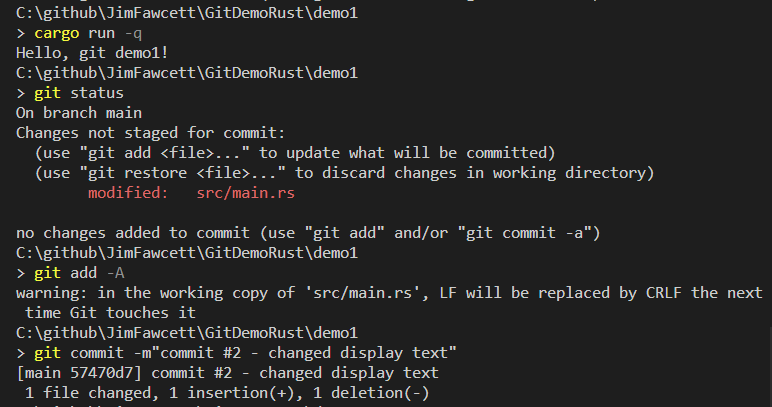 C:\github\JimFawcett\GitDemoRust\demo1
> cargo run -q
Hello, git demo1!
C:\github\JimFawcett\GitDemoRust\demo1
> git status
On branch main
Changes not staged for commit:
  (use "git add <file>..." to update what will be committed)
  (use "git restore <file>..." to discard changes in working directory)
        modified:   src/main.rs

no changes added to commit (use "git add" and/or "git commit -a")
C:\github\JimFawcett\GitDemoRust\demo1
> git add -A
warning: in the working copy of 'src/main.rs', LF will be replaced by CRLF the next
 time Git touches it
C:\github\JimFawcett\GitDemoRust\demo1
> git commit -m"commit #2 - changed display text"
[main 57470d7] commit #2 - changed display text
 1 file changed, 1 insertion(+), 1 deletion(-)